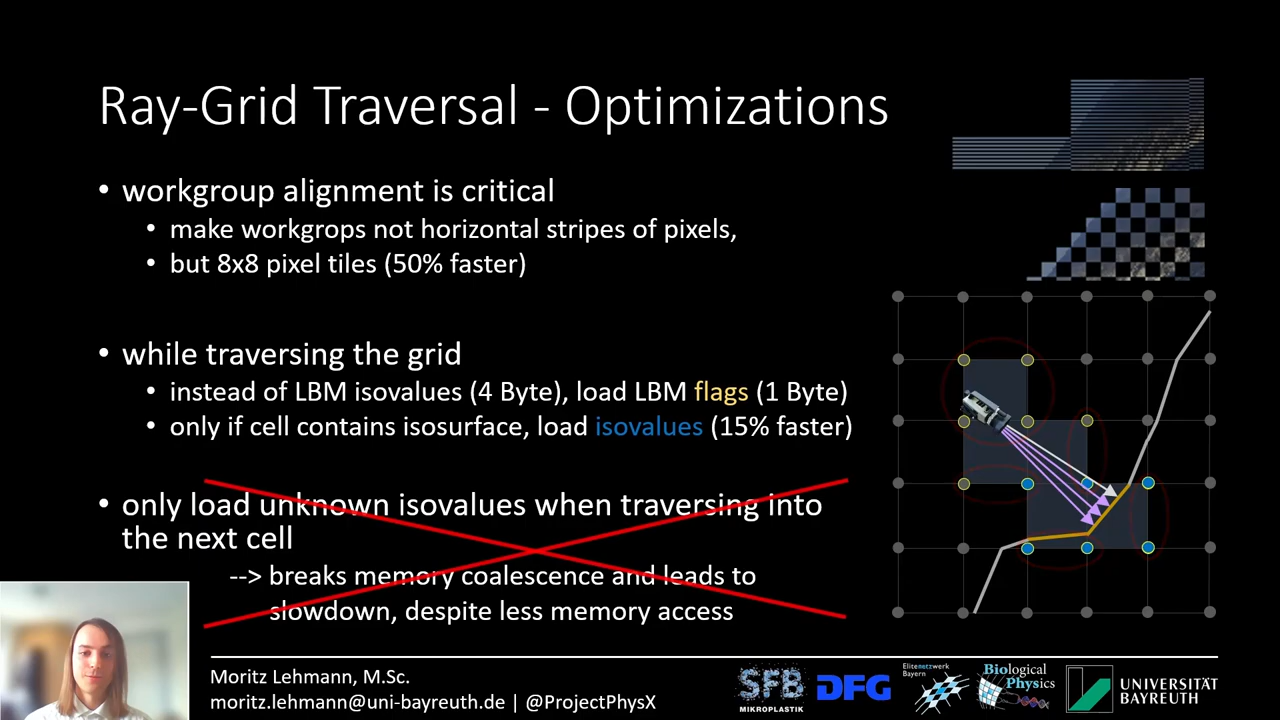 Ray-Grid Traversal - Optimizations
• workgroup alignment is critical
• make workgrops not horizontal stripes of pixels,
• but 8x8 pixel tiles (50% faster)
• while traversing the grid
• instead of LBM isovalues (4 Byte), load LBM flags (1 Byte)
• only if cell contains isosurface, load isovalues (15% faster)
• only load unknown isovalues when traversing into
the next cell
--> breaks memory coalescence and leads to
slowdown, despite less memory access
Moritz Lehmann, M.Sc.
moritz.lehmann@uni-bayreuth.de | @ProjectPhysX
SFB
MIKROPLASTIK
DFG
Elitenetzwerk
Bayern
Biological
Physics
UNIVERSITÄT
BAYREUTH